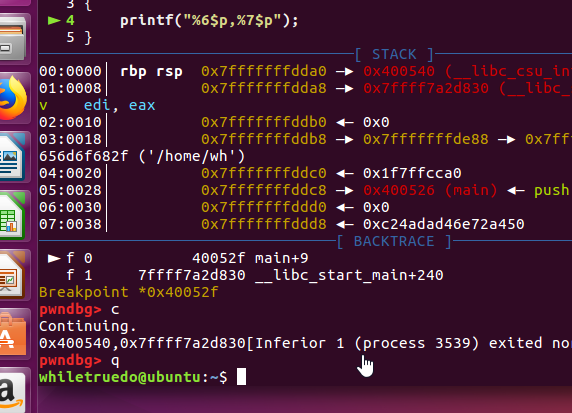 3 {
► 4 printf("%6$p,%7$p");
5 }
[ STACK ]
00:0000│ rbp rsp 0x7fffffffdda0 —▸ 0x400540 (__libc_csu_in
01:0008│ 0x7fffffffdda8 —▸ 0x7ffff7a2d830 (__libc_
v edi, eax
02:0010│ 0x7fffffffddb0 ◂— 0x0
03:0018│ 0x7fffffffddb8 —▸ 0x7fffffffde88 —▸ 0x7ff
656d6f682f ('/home/wh')
04:0020│ 0x7fffffffddc0 ◂— 0x1f7ffcca0
05:0028│ 0x7fffffffddc8 —▸ 0x400526 (main) ◂— push
06:0030│ 0x7fffffffddd0 ◂— 0x0
07:0038│ 0x7fffffffddd8 ◂— 0xc24adad46e72a450
[ BACKTRACE ]
► f 0 40052f main+9
f 1 7ffff7a2d830 __libc_start_main+240
Breakpoint *0x40052f
pwndbg> c
Continuing.
0x400540,0x7ffff7a2d830[Inferior 1 (process 3539) exited no
pwndbg> q
whiletruedo@ubuntu:~$